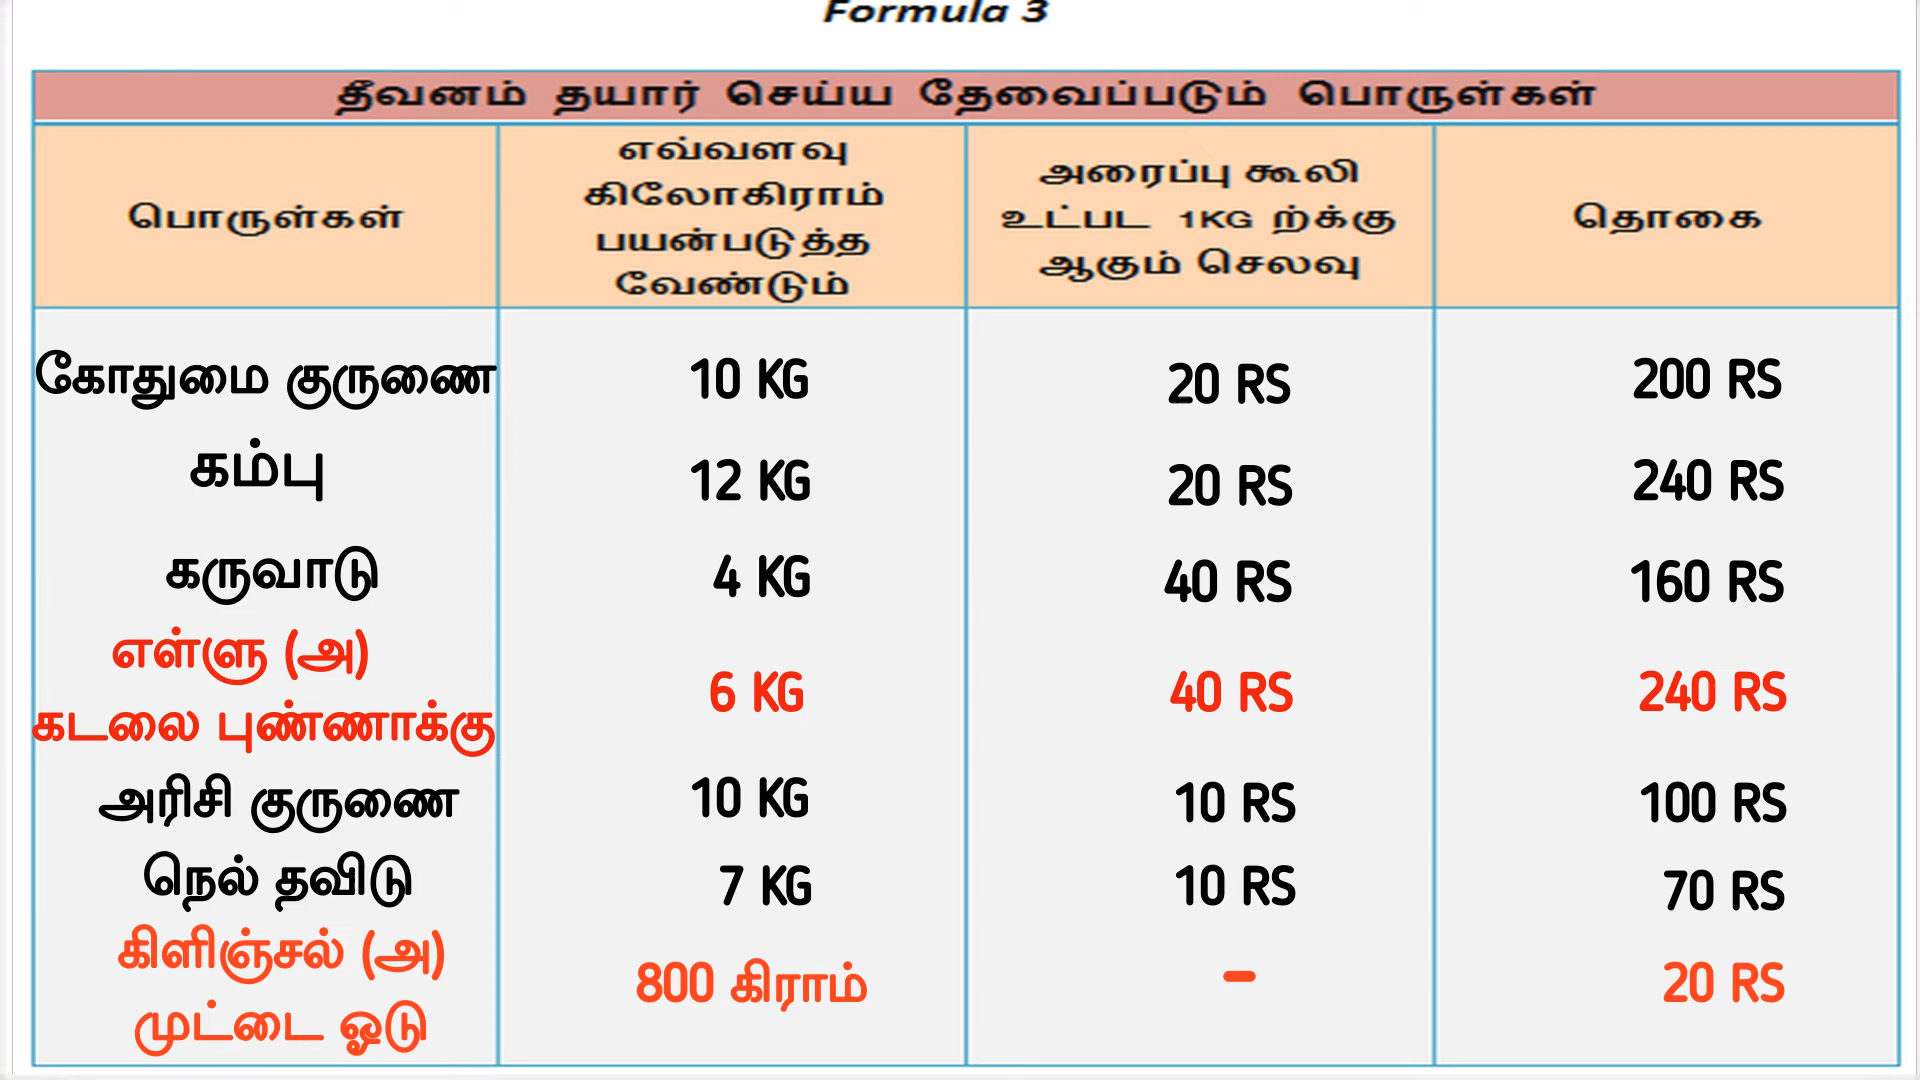 Formula 3
தீவனம் தயார் செய்ய தேவைப்படும் பொருள்கள்
பொருள்கள்
எவ்வளவு
கிலோகிராம்
பயன்படுத்த
வேண்டும்
அரைப்பு கூலி
உட்பட 1KG ற்க்கு
ஆகும் செலவு
தொகை
கோதுமை குருணை
10 KG
20 RS
200 RS
கம்பு
12 KG
20 RS
240 RS
கருவாடு
4 KG
40 RS
160 RS
எள்ளு (அ)
கடலை புண்ணாக்கு
6 KG
40 RS
240 RS
அரிசி குருணை
10 KG
10 RS
100 RS
நெல் தவிடு
7 KG
10 RS
70 RS
கிளிஞ்சல் (அ)
முட்டை ஓடு
800 கிராம்
-
20 RS